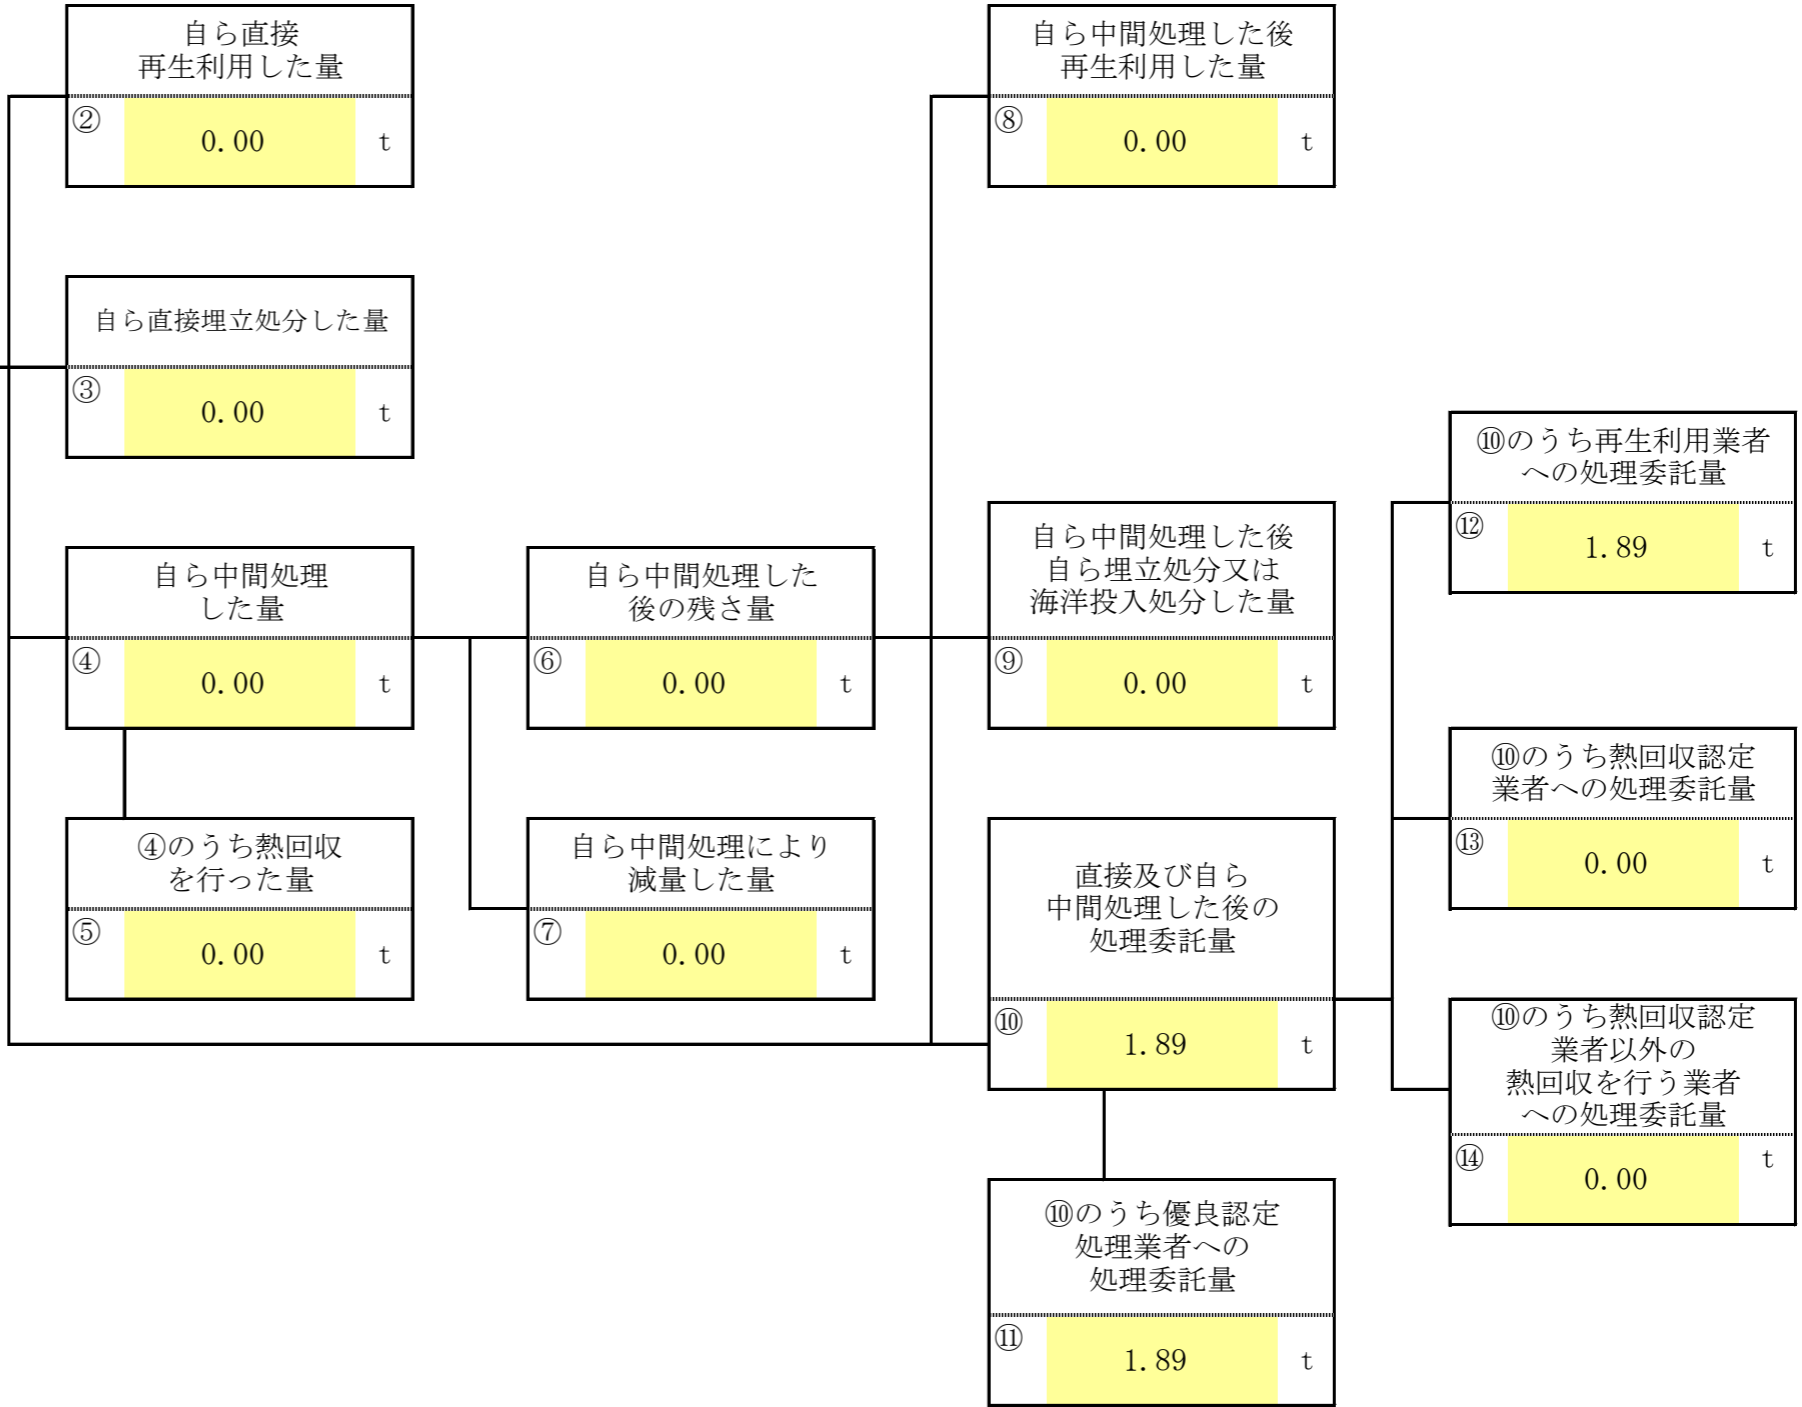 自ら直接
再生利用した量
②
0.00
t
自ら中間処理した後
再生利用した量
⑧
0.00
t
自ら直接埋立処分した量
③
0.00
t
⑩のうち再生利用業者
への処理委託量
⑫
1.89
t
自ら中間処理
した量
④
0.00
t
自ら中間処理した
後の残さ量
⑥
0.00
t
自ら中間処理した後
自ら埋立処分又は
海洋投入処分した量
⑨
0.00
t
⑩のうち熱回収認定
業者への処理委託量
⑬
0.00
t
④のうち熱回収
を行った量
⑤
0.00
t
自ら中間処理により
減量した量
⑦
0.00
t
直接及び自ら
中間処理した後の
処理委託量
⑩
1.89
t
⑩のうち熱回収認定
業者以外の
熱回収を行う業者
への処理委託量
⑭
0.00
t
⑩のうち優良認定
処理業者への
処理委託量
⑪
1.89
t